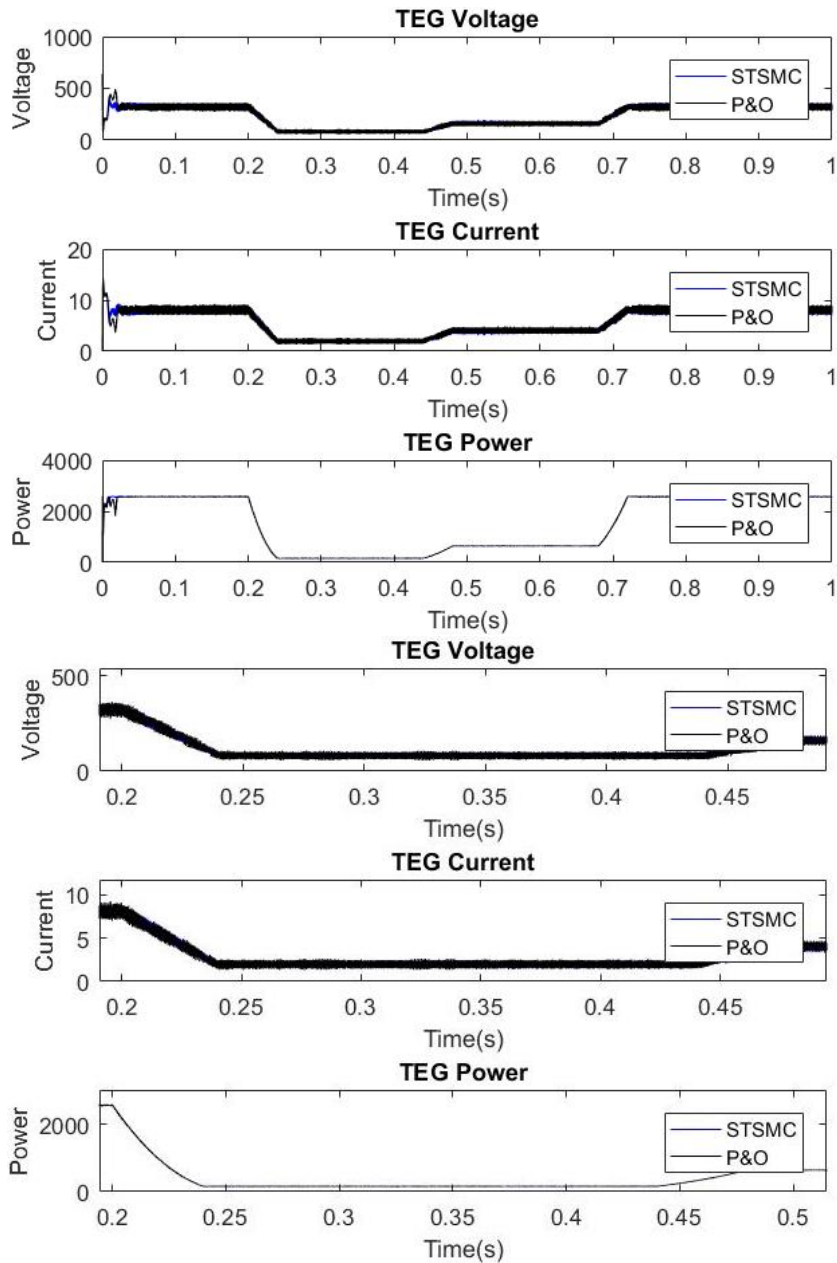 TEG Voltage
1000
500
0
Voltage
STSMC
P&O
0 0.1 0.2 0.3 0.4 0.5 0.6 0.7 0.8 0.9 1
Time(s)
TEG Current
20
10
0
Current
STSMC
P&O
0 0.1 0.2 0.3 0.4 0.5 0.6 0.7 0.8 0.9 1
Time(s)
TEG Power
4000
2000
0
Power
STSMC
P&O
0 0.1 0.2 0.3 0.4 0.5 0.6 0.7 0.8 0.9 1
Time(s)
TEG Voltage
500
0
Voltage
STSMC
P&O
0.2 0.25 0.3 0.35 0.4 0.45
Time(s)
TEG Current
10
5
0
Current
STSMC
P&O
0.2 0.25 0.3 0.35 0.4 0.45
Time(s)
TEG Power
2000
0
Power
STSMC
P&O
0.2 0.25 0.3 0.35 0.4 0.45 0.5
Time(s)